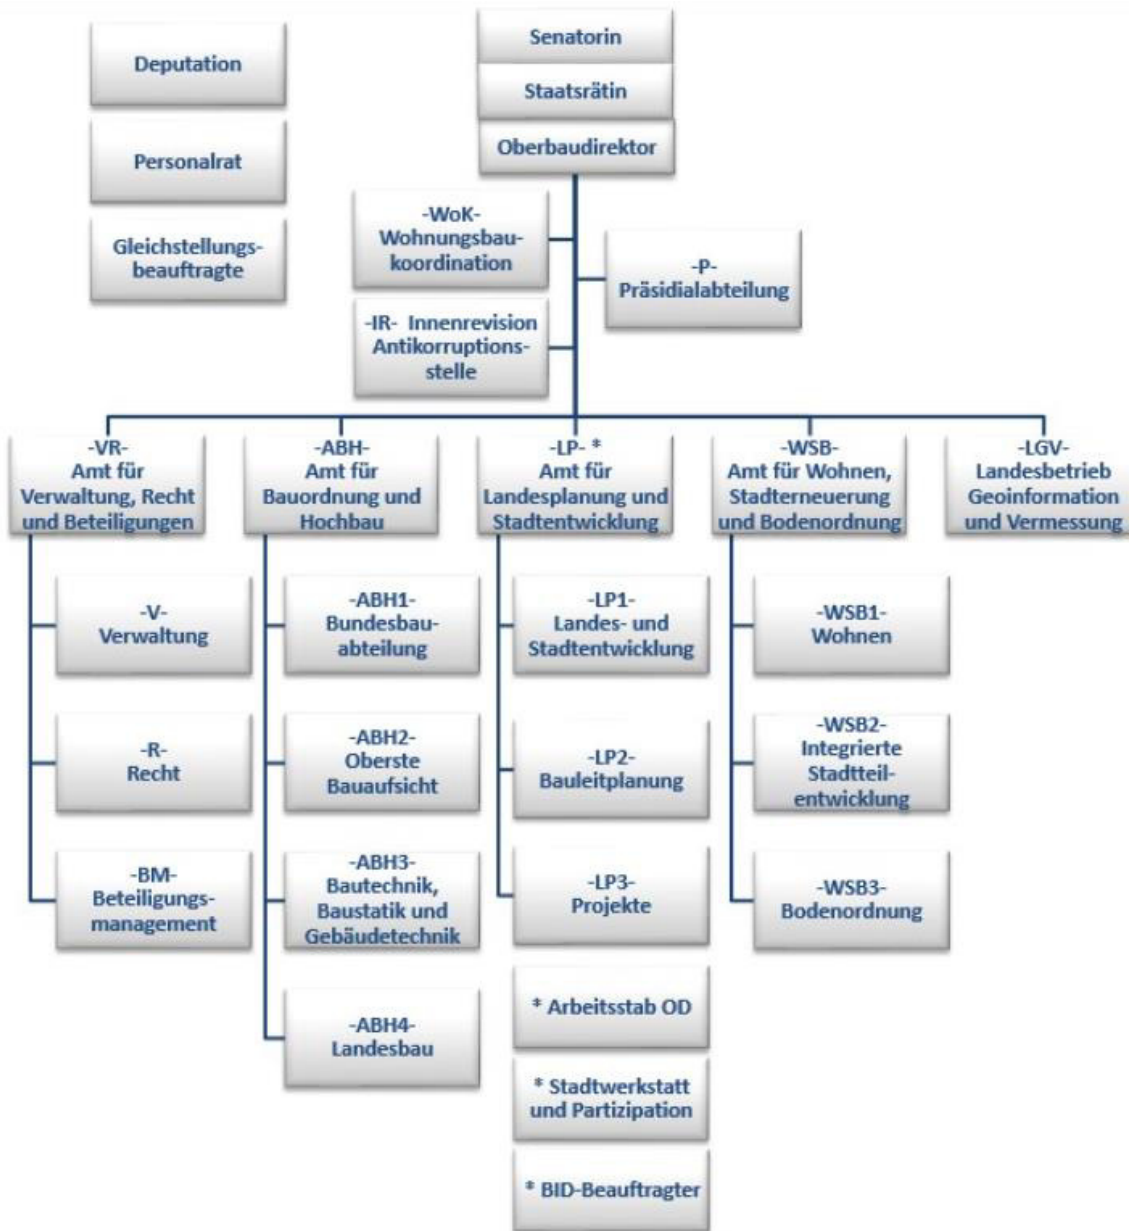 Deputation
Personalrat
Gleichstellungs-
beauftragte
Senatorin
Staatsrätin
Oberbaudirektor
-WoK-
Wohnungsbau-
koordination
-P-
Präsidialabteilung
-IR- Innenrevision
Antikorruptions-
stelle
-VR-
Amt für
Verwaltung, Recht
und Beteiligungen
-V-
Verwaltung
-R-
Recht
-BM-
Beteiligungs-
management
-ABH-
Amt für
Bauordnung und
Hochbau
-ABH1-
Bundesbau-
abteilung
-ABH2-
Oberste
Bauaufsicht
-ABH3-
Bautechnik,
Baustatik und
Gebäudetechnik
-ABH4-
Landesbau
-LP- *
Amt für
Landesplanung und
Stadtentwicklung
-LP1-
Landes- und
Stadtentwicklung
-LP2-
Bauleitplanung
-LP3-
Projekte
* Arbeitsstab OD
* Stadtwerkstatt
und Partizipation
* BID-Beauftragter
-WSB-
Amt für Wohnen,
Stadterneuerung
und Bodenordnung
-WSB1-
Wohnen
-WSB2-
Integrierte
Stadtteil-
entwicklung
-WSB3-
Bodenordnung
-LGV-
Landesbetrieb
Geoinformation
und Vermessung